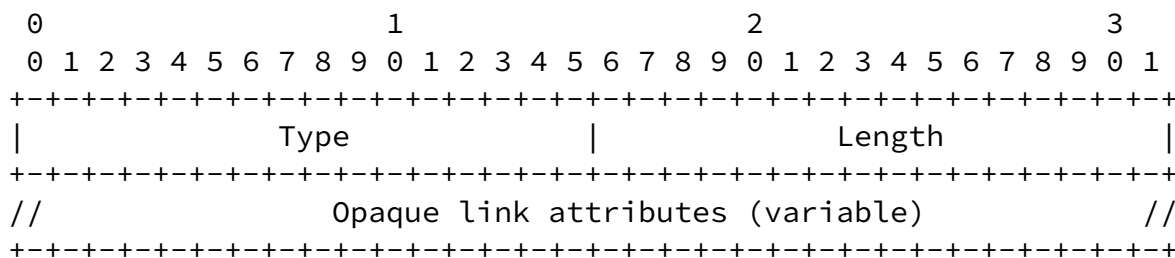 0                   1                   2                   3
 0 1 2 3 4 5 6 7 8 9 0 1 2 3 4 5 6 7 8 9 0 1 2 3 4 5 6 7 8 9 0 1
+-+-+-+-+-+-+-+-+-+-+-+-+-+-+-+-+-+-+-+-+-+-+-+-+-+-+-+-+-+-+-+-+
|              Type             |             Length            |
+-+-+-+-+-+-+-+-+-+-+-+-+-+-+-+-+-+-+-+-+-+-+-+-+-+-+-+-+-+-+-+-+
//                Opaque link attributes (variable)            //
+-+-+-+-+-+-+-+-+-+-+-+-+-+-+-+-+-+-+-+-+-+-+-+-+-+-+-+-+-+-+-+-+